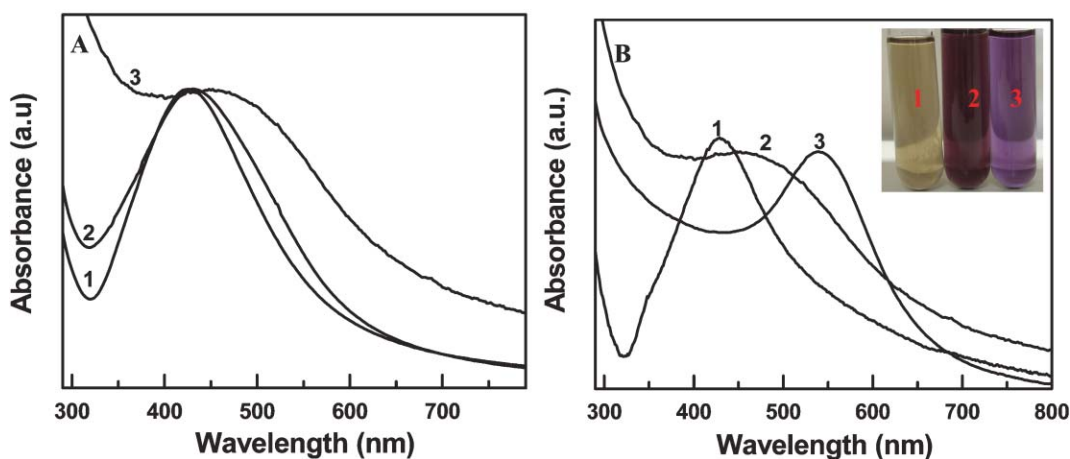 A
3
2
1
Absorbance (a.u)
300 400 500 600 700
Wavelength (nm)
B
1 2 3
1 2 3
Absorbance (a.u.)
300 400 500 600 700 800
Wavelength (nm)